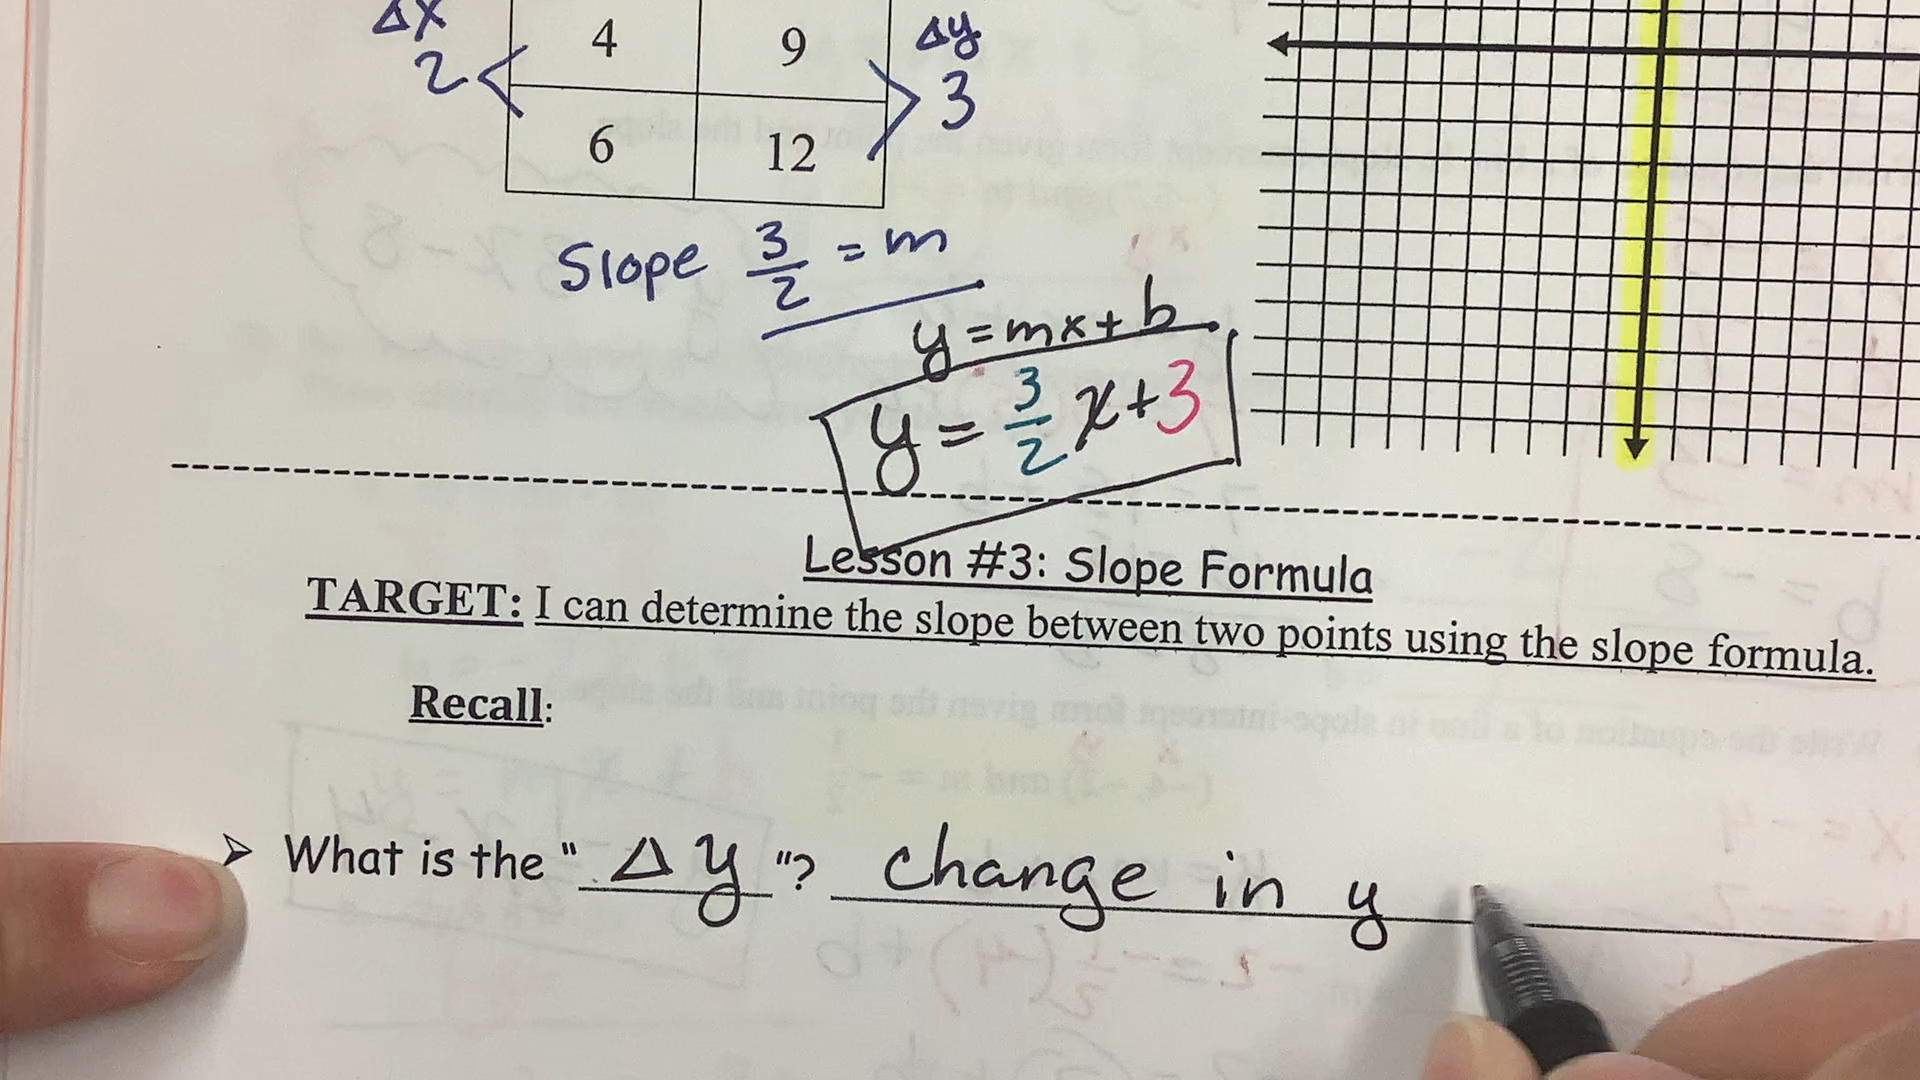 Δx Δy
4 9
2 3
6 12
Slope 3/2 = m
y = mx + b
y = 3/2 x + 3
Lesson #3: Slope Formula
TARGET: I can determine the slope between two points using the slope formula.
Recall:
➢ What is the " Δy "? change in y